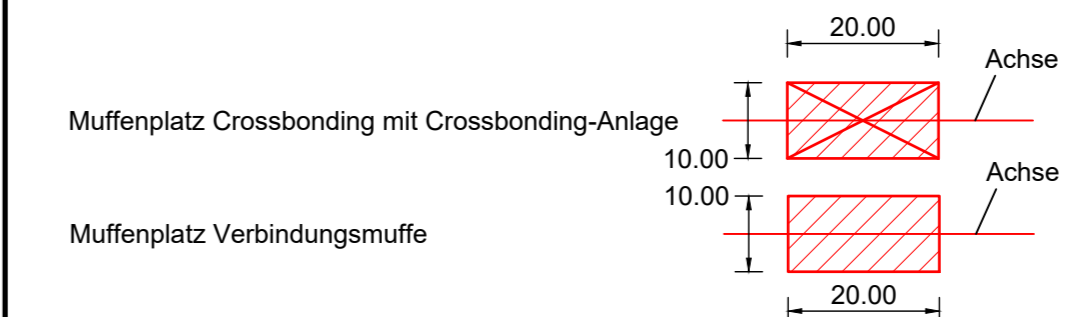 20.00
Achse
Muffenplatz Crossbonding mit Crossbonding-Anlage
10.00
Achse
10.00
Muffenplatz Verbindungsmuffe
20.00